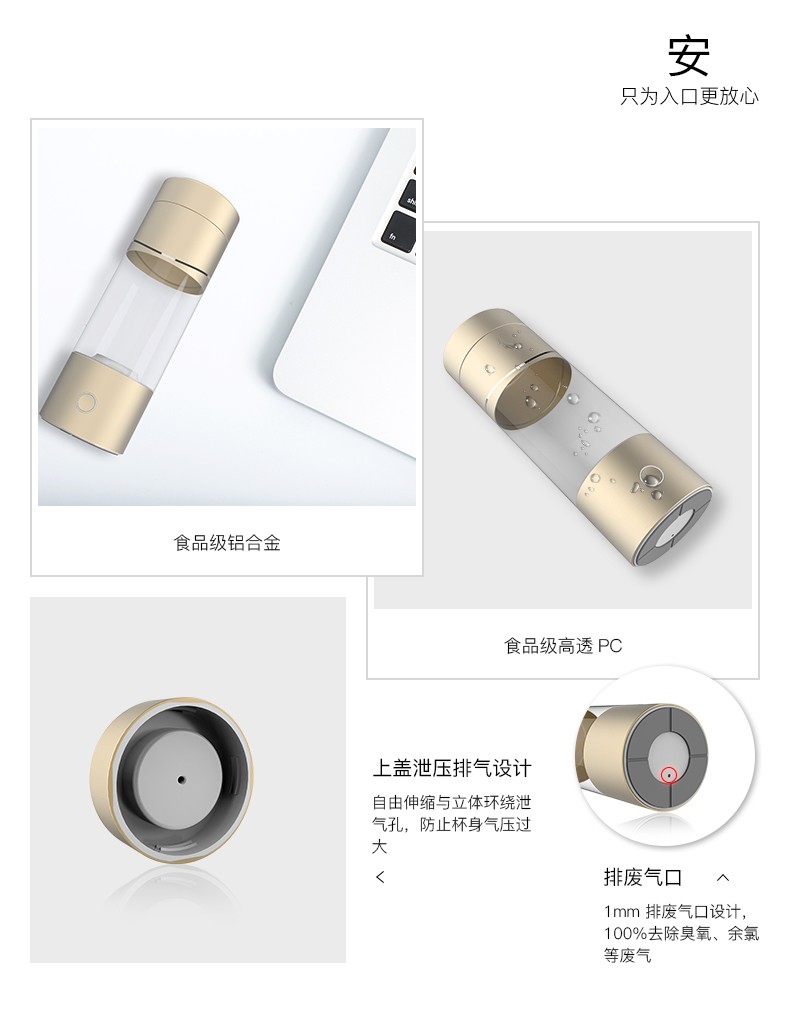 安
只为入口更放心
sh
fn
食品级铝合金
食品级高透 PC
上盖泄压排气设计
自由伸缩与立体环绕泄
气孔，防止杯身气压过
大
排废气口
1mm 排废气口设计，
100%去除臭氧、余氯
等废气